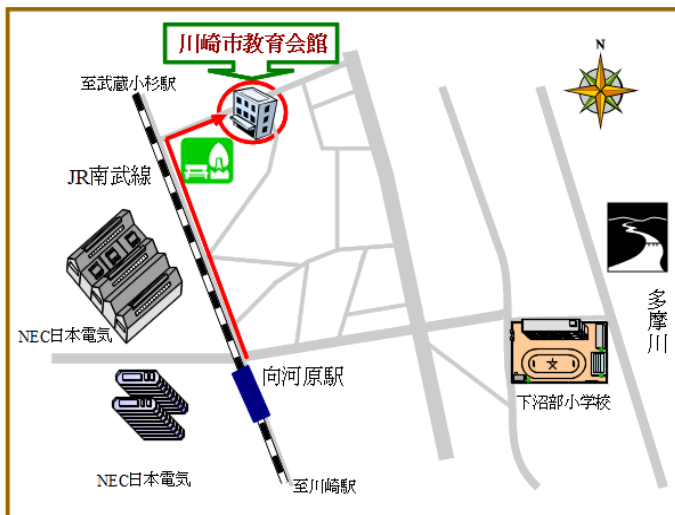 川崎市教育会館
N
至武蔵小杉駅
JR南武線
多摩川
NEC日本電気
向河原駅
下沼部小学校
文
NEC日本電気
至川崎駅